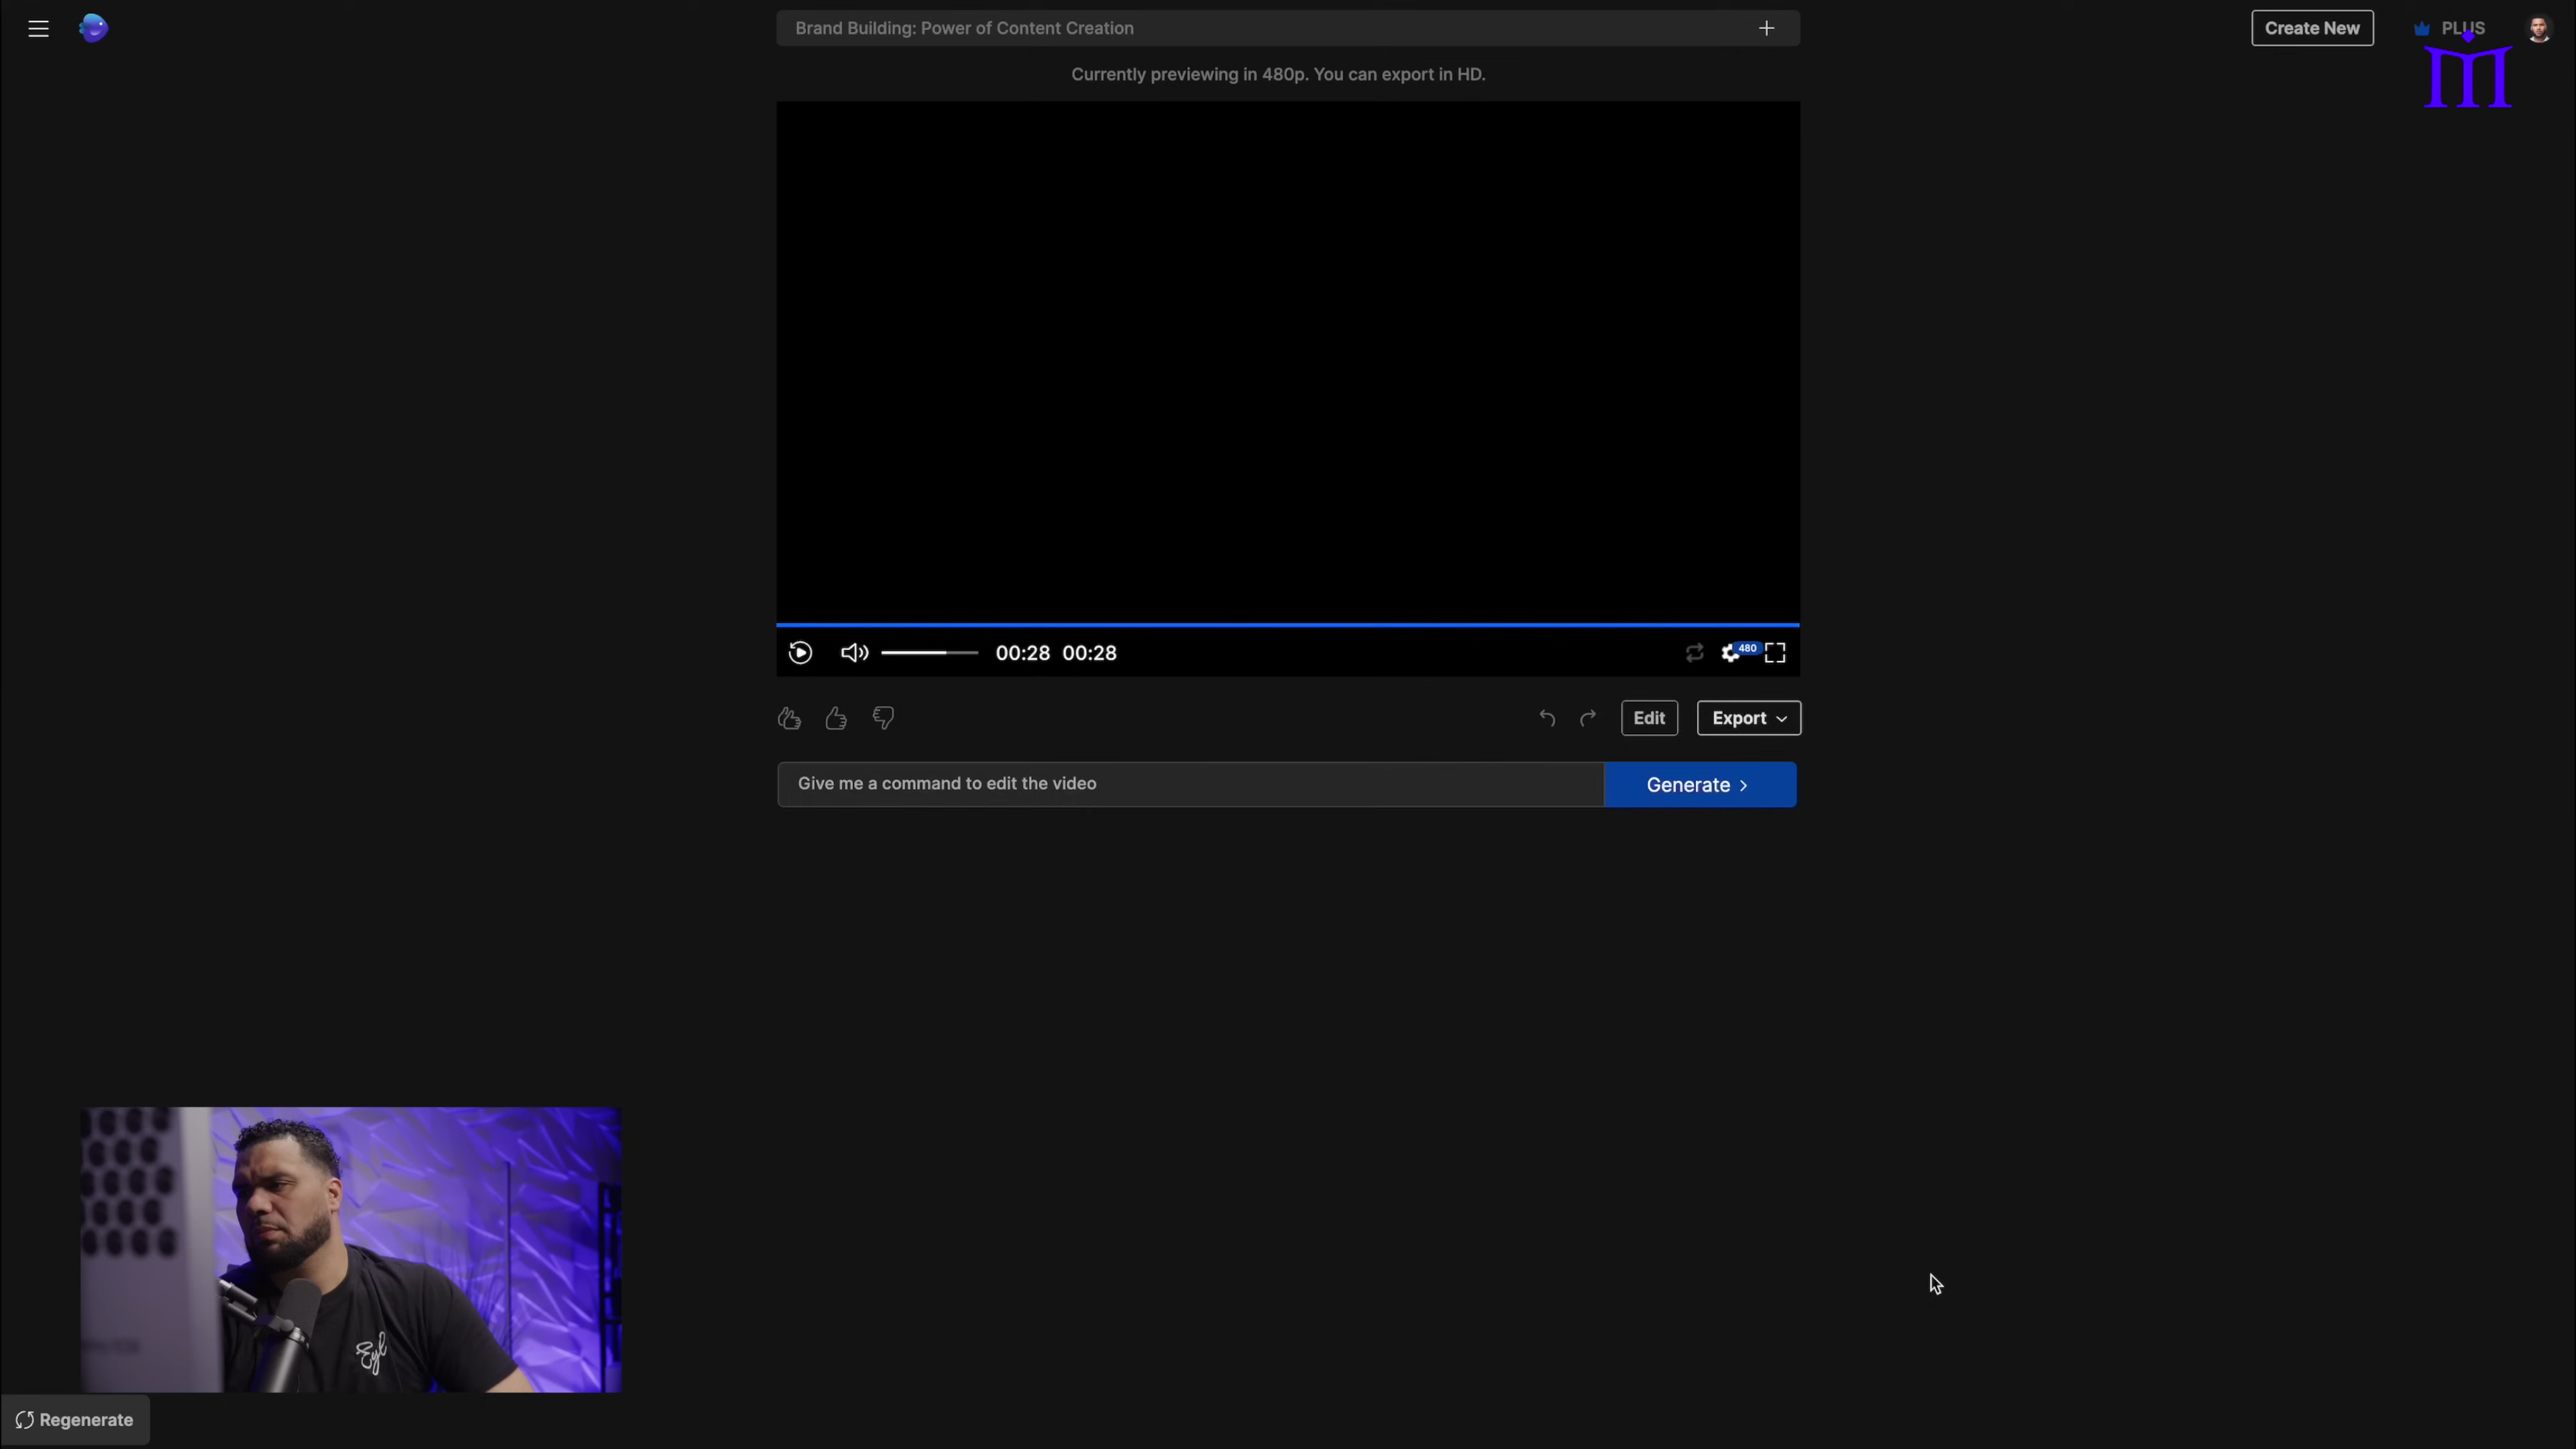 Brand Building: Power of Content Creation
Create New
PLUS
Currently previewing in 480p. You can export in HD.
00:28 00:28
480
Edit
Export
Give me a command to edit the video
Generate
Eyl
Regenerate